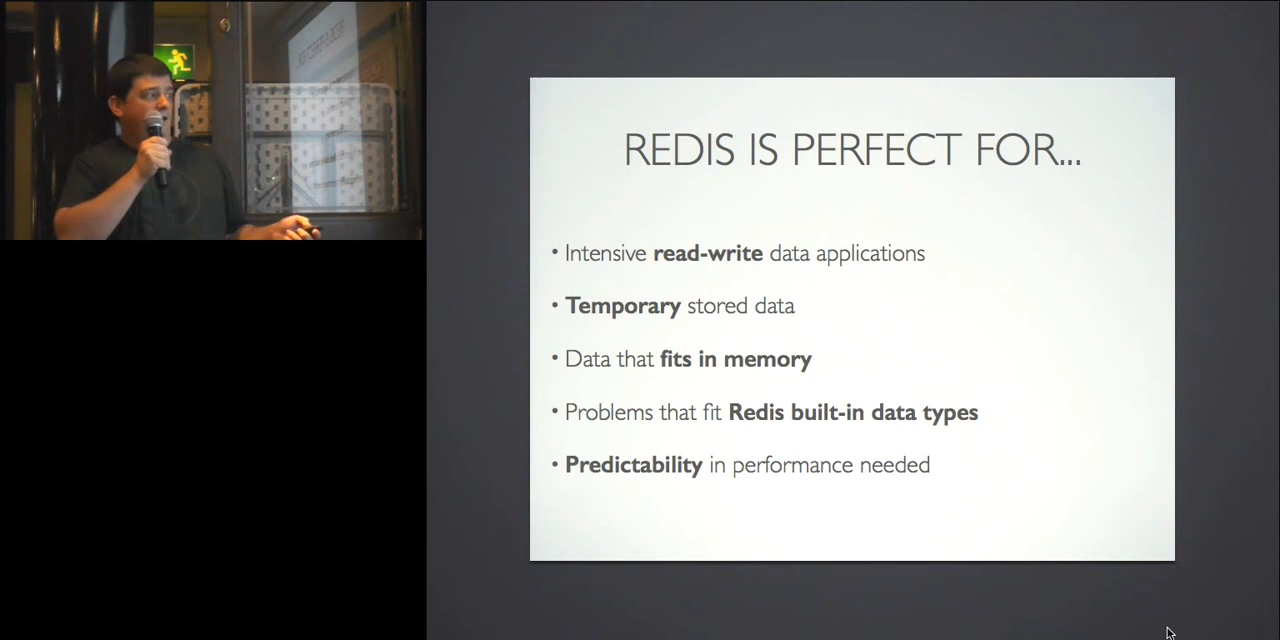 REDIS IS PERFECT FOR...
• Intensive read-write data applications
• Temporary stored data
• Data that fits in memory
• Problems that fit Redis built-in data types
• Predictability in performance needed